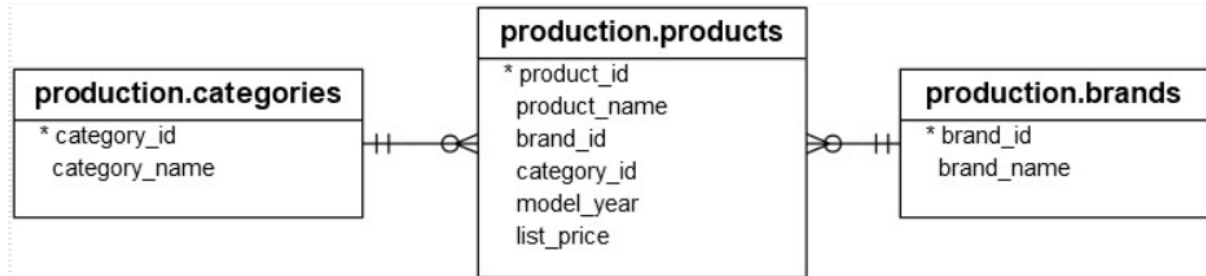 production.categories
* category_id
category_name
production.products
* product_id
product_name
brand_id
category_id
model_year
list_price
production.brands
* brand_id
brand_name